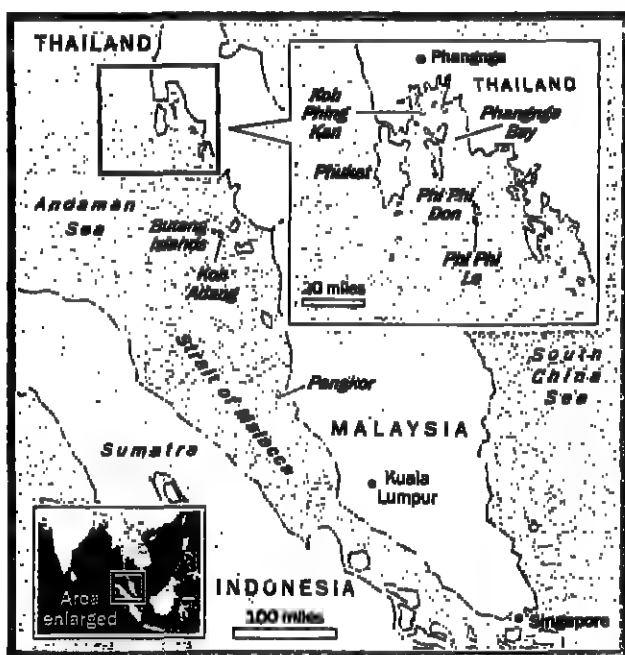 THAILAND
Phangnga
THAILAND
Koh
Phing
Kan
Phangnga
Bay
Phuket
Phi Phi
Don
Phi Phi
Le
20 miles
Andaman
Sea
Butang
Islands
Koh
Adang
Strait of Malacca
Pangkor
South
China
Sea
MALAYSIA
Sumatra
Kuala
Lumpur
Area
enlarged
INDONESIA
100 miles
Singapore